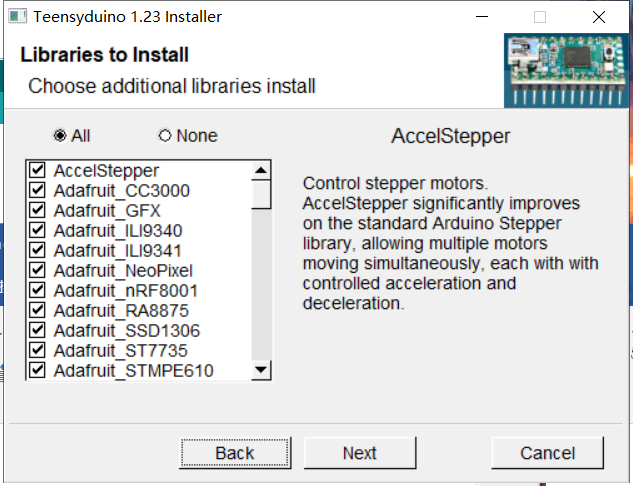 Teensyduino 1.23 Installer
Libraries to Install
Choose additional libraries install
All
None
AccelStepper
Adafruit_CC3000
Adafruit_GFX
Adafruit_ILI9340
Adafruit_ILI9341
Adafruit_NeoPixel
Adafruit_nRF8001
Adafruit_RA8875
Adafruit_SSD1306
Adafruit_ST7735
Adafruit_STMPE610
AccelStepper
Control stepper motors.
AccelStepper significantly improves
on the standard Arduino Stepper
library, allowing multiple motors
moving simultaneously, each with with
controlled acceleration and
deceleration.
Back
Next
Cancel